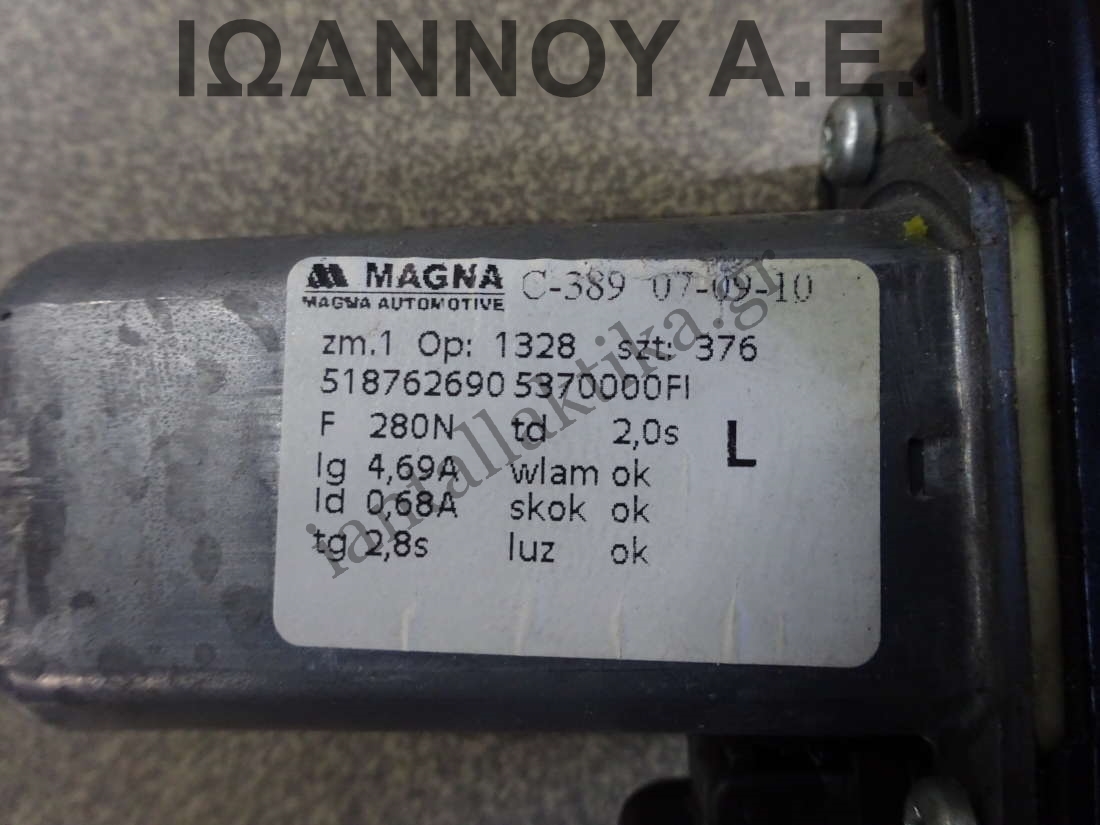 ΙΩΑΝΝΟΥ Α.Ε.
MAGNA C-389 07-09-10
MAGNA AUTOMOTIVE
zm.1 Op: 1328 szt: 376
518762690 5370000FI
F 280N td 2,0s L
Ig 4,69A wlam ok
Id 0,68A skok ok
tg 2,8s luz ok
iantallaktika.gr